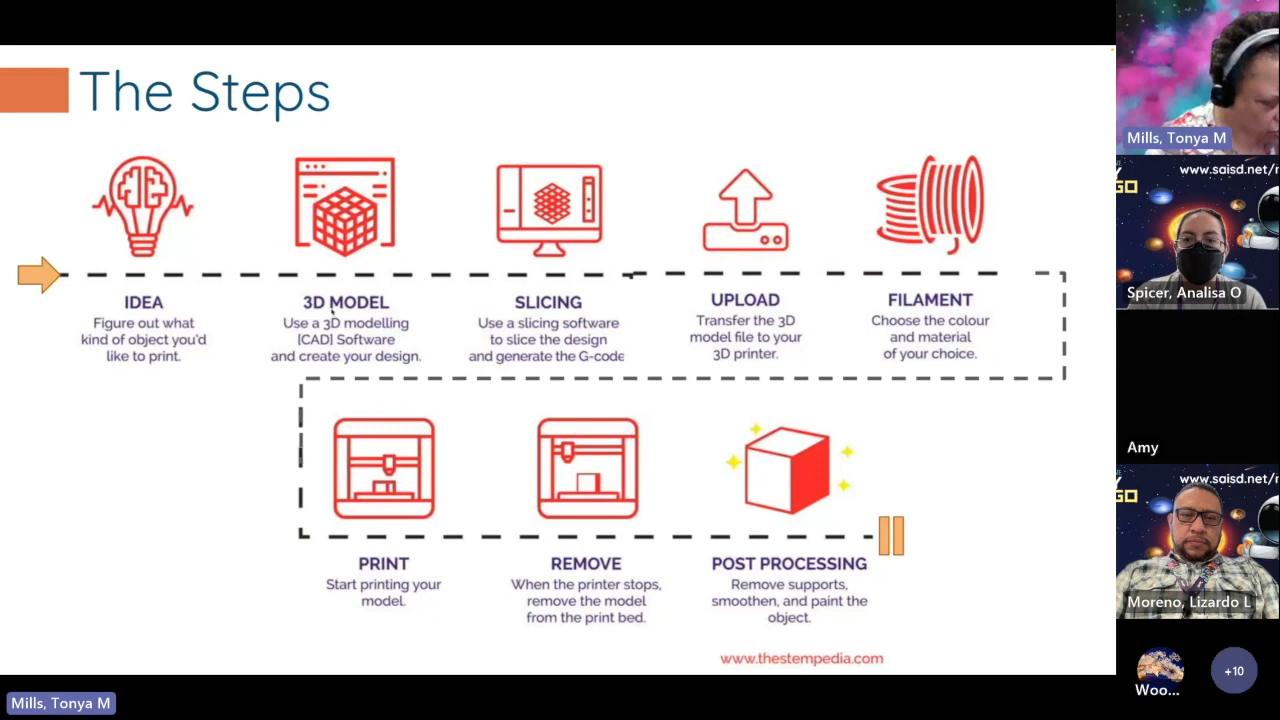 The Steps
IDEA
Figure out what
kind of object you'd
like to print.
3D MODEL
Use a 3D modelling
[CAD] Software
and create your design.
SLICING
Use a slicing software
to slice the design
and generate the G-code
UPLOAD
Transfer the 3D
model file to your
3D printer.
FILAMENT
Choose the colour
and material
of your choice.
PRINT
Start printing your
model.
REMOVE
When the printer stops,
remove the model
from the print bed.
POST PROCESSING
Remove supports,
smoothen, and paint the
object.
www.thestempedia.com
Mills, Tonya M
Mills, Tonya M
www.saisd.net/
GO
Spicer, Analisa O
Amy
www.saisd.net/
GO
Moreno, Lizardo L
Woo...
+10